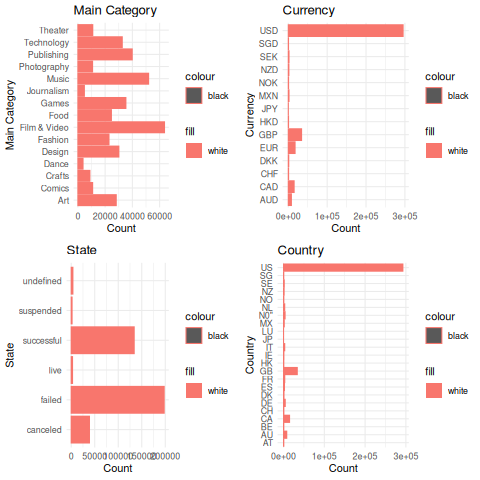 Main Category
Main Category
Theater
Technology
Publishing
Photography
Music
Journalism
Games
Food
Film & Video
Fashion
Design
Dance
Crafts
Comics
Art
0 20000 40000 60000
Count
colour
black
fill
white
Currency
Currency
USD
SGD
SEK
NZD
NOK
MXN
JPY
HKD
GBP
EUR
DKK
CHF
CAD
AUD
0e+00 1e+05 2e+05 3e+05
Count
colour
black
fill
white
State
State
undefined
suspended
successful
live
failed
canceled
0 50000 100000 150000 200000
Count
colour
black
fill
white
Country
Country
US
SG
SE
NZ
NO
NL
N0"
MX
LU
JP
IT
IE
HK
GB
FR
ES
DK
DE
CH
CA
BE
AU
AT
0e+00 1e+05 2e+05 3e+05
Count
colour
black
fill
white